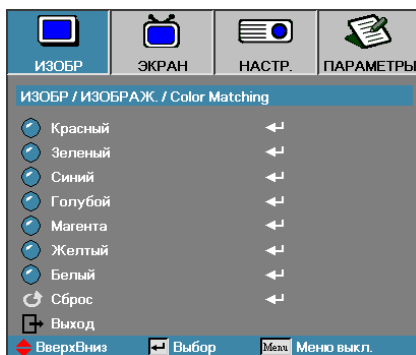 ИЗОБР ЭКРАН НАСТР. ПАРАМЕТРЫ
ИЗОБР / ИЗОБРАЖ. / Color Matching
Красный
Зеленый
Синий
Голубой
Магента
Желтый
Белый
Сброс
Выход
ВверхВниз Выбор Menu Меню выкл.